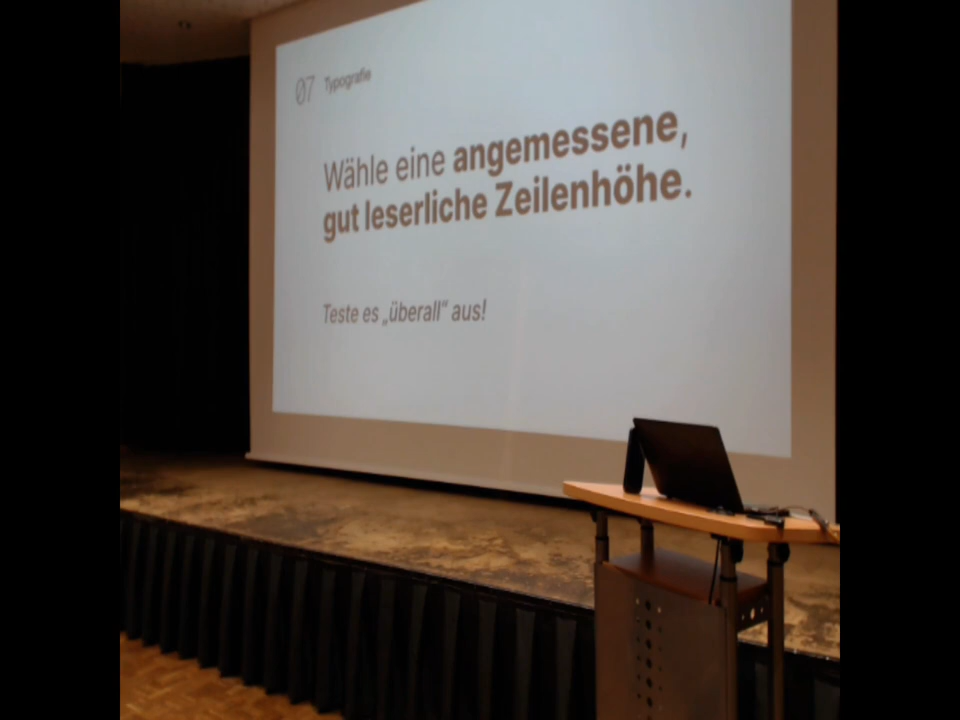 07 Typografie
Wähle eine angemessene,
gut leserliche Zeilenhöhe.
Teste es „überall“ aus!